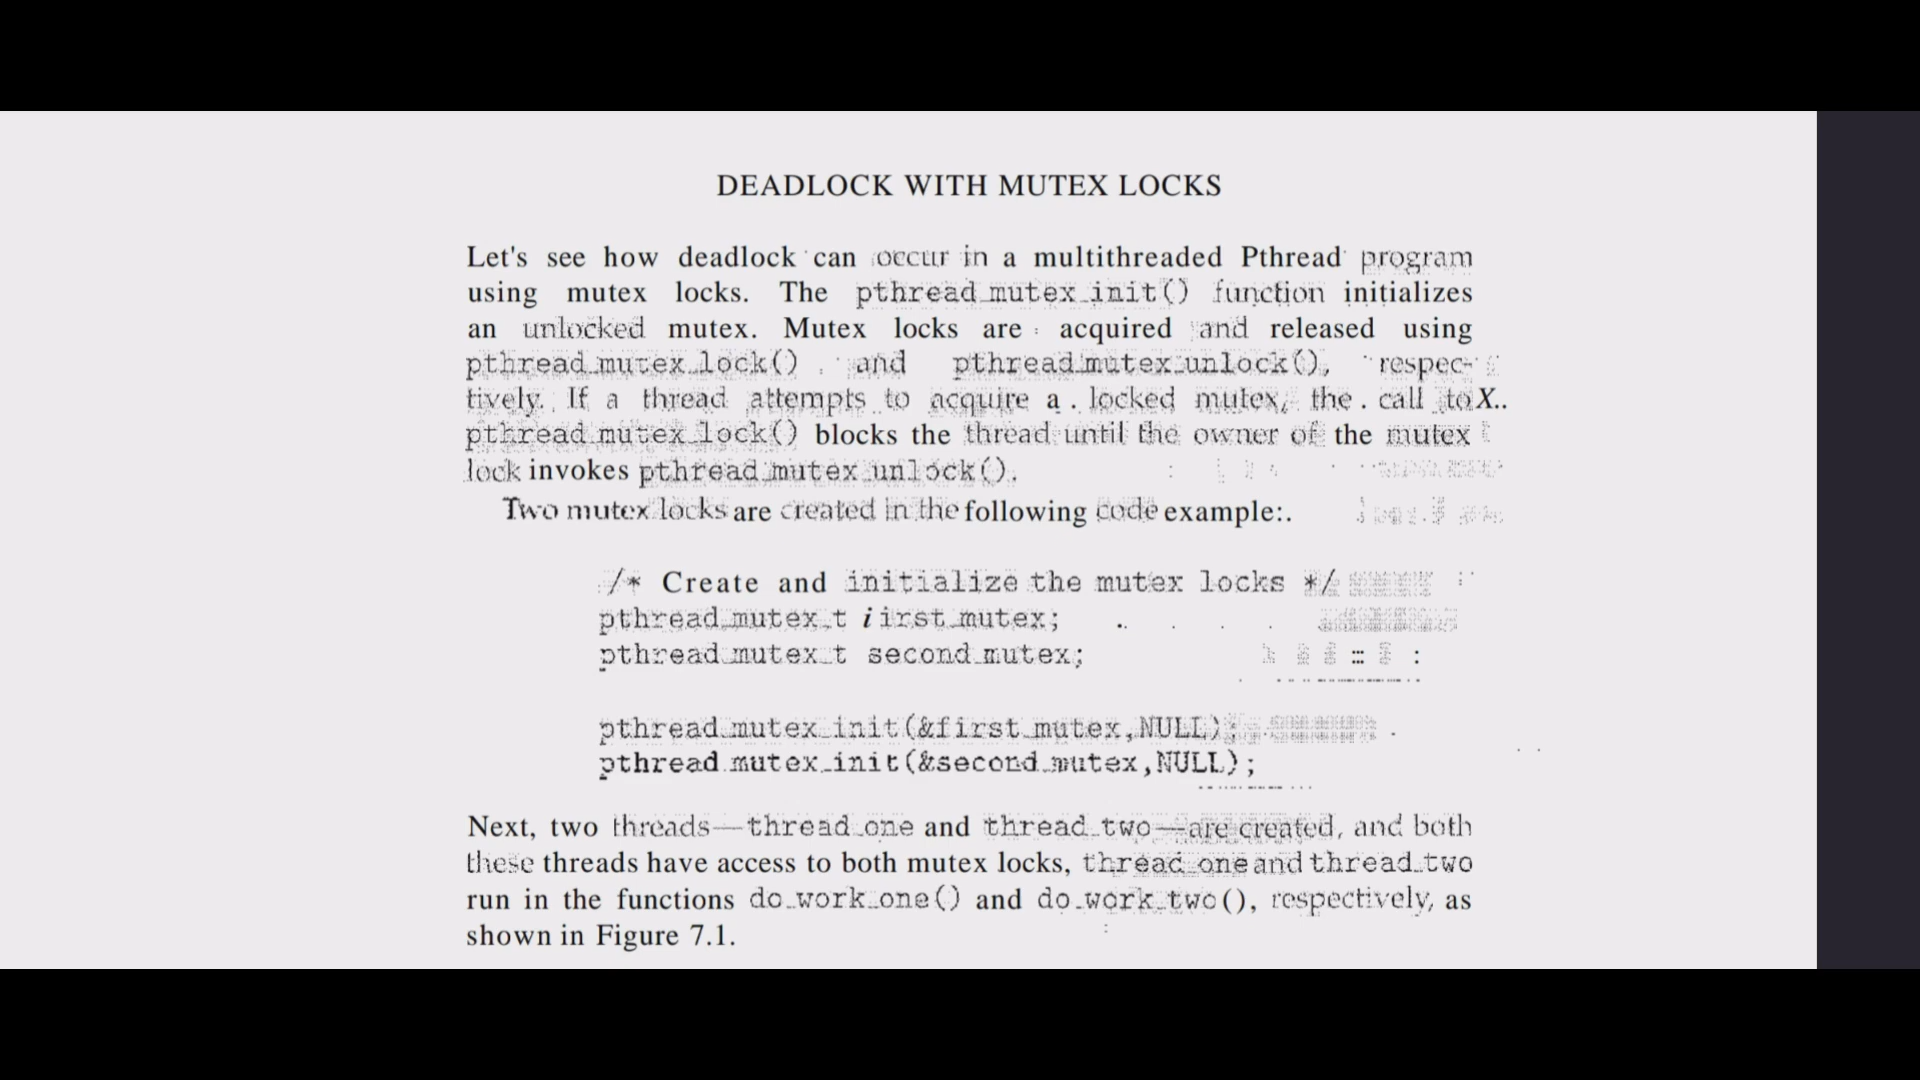 DEADLOCK WITH MUTEX LOCKS
Let's see how deadlock can occur in a multithreaded Pthread program
using mutex locks. The pthread_mutex_init() function initializes
an unlocked mutex. Mutex locks are acquired and released using
pthread_mutex_lock() and pthread_mutex_unlock(), respec-
tively. If a thread attempts to acquire a . locked mutex, the . call to X..
pthread_mutex_lock() blocks the thread until the owner of the mutex
lock invokes pthread_mutex_unlock().
Two mutex locks are created in the following code example:.
/* Create and initialize the mutex locks */
pthread_mutex_t iirst_mutex;
pthread_mutex_t second_mutex;
pthread_mutex_init(&first_mutex,NULL);
pthread_mutex_init(&second_mutex,NULL);
Next, two threads—thread_one and thread_two—are created, and both
these threads have access to both mutex locks, thread_one and thread_two
run in the functions do_work_one() and do_work_two(), respectively, as
shown in Figure 7.1.